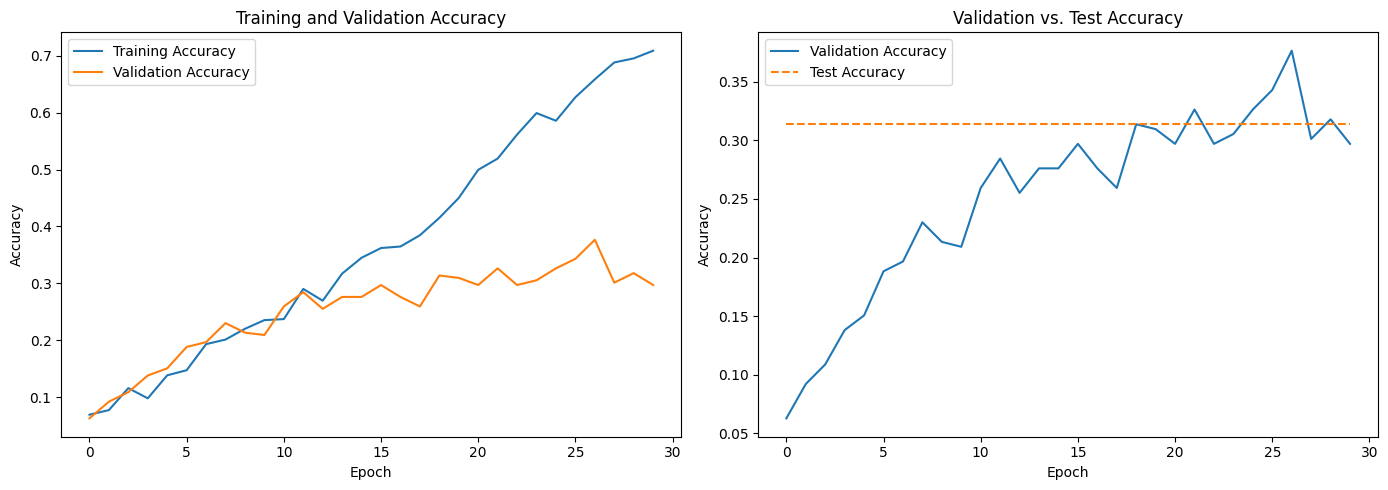 Training and Validation Accuracy
Training Accuracy
Validation Accuracy
0.7
0.6
0.5
0.4
0.3
0.2
0.1
Accuracy
0 5 10 15 20 25 30
Epoch
Validation vs. Test Accuracy
Validation Accuracy
Test Accuracy
0.35
0.30
0.25
0.20
0.15
0.10
0.05
Accuracy
0 5 10 15 20 25 30
Epoch